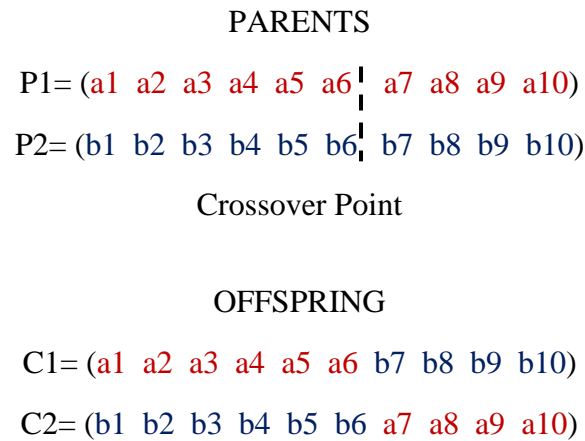 PARENTS
P1= (a1 a2 a3 a4 a5 a6 a7 a8 a9 a10)
P2= (b1 b2 b3 b4 b5 b6 b7 b8 b9 b10)
Crossover Point
OFFSPRING
C1= (a1 a2 a3 a4 a5 a6 b7 b8 b9 b10)
C2= (b1 b2 b3 b4 b5 b6 a7 a8 a9 a10)